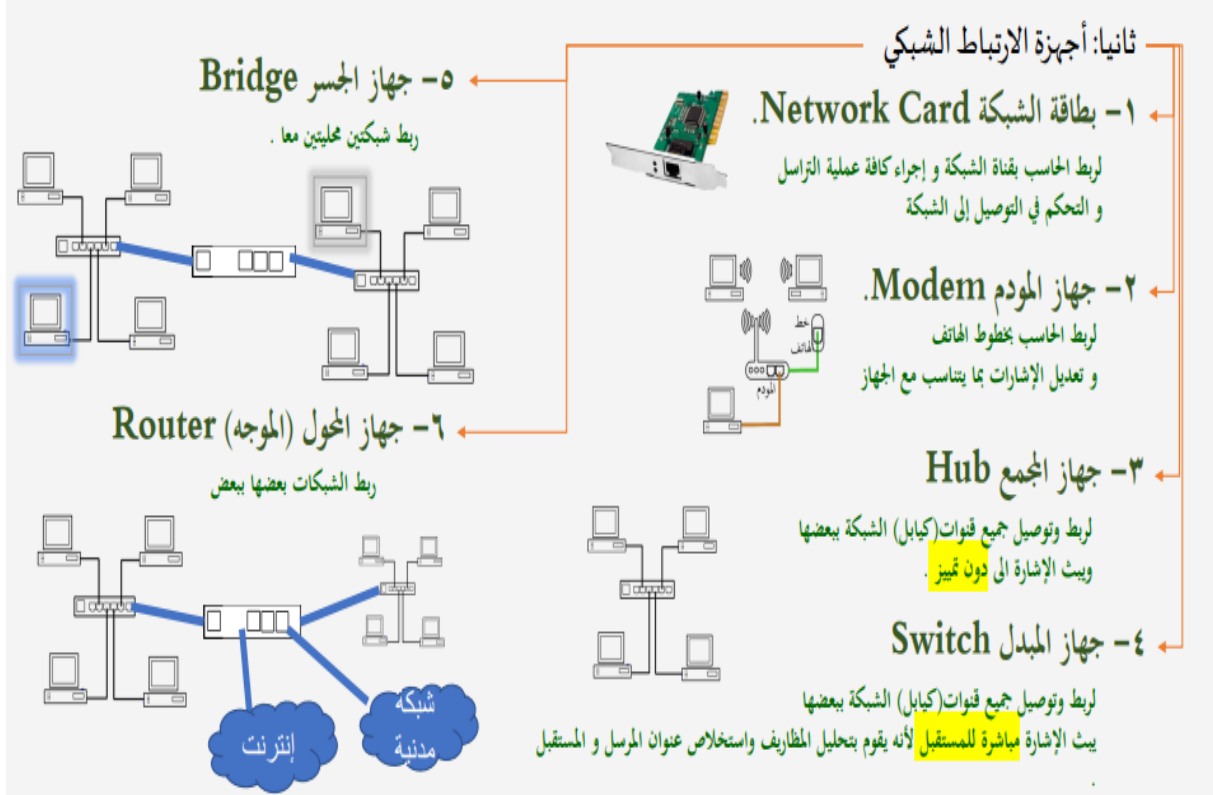 ثانيا: أجهزة الارتباط الشبكي
١- بطاقة الشبكة Network Card.
لربط الحاسب بقناة الشبكة و إجراء كافة عملية التراسل
و التحكم في التوصيل إلى الشبكة
٢- جهاز المودم Modem.
لربط الحاسب بخطوط الهاتف
و تعديل الإشارات بما يتناسب مع الجهاز
خط
الهاتف
المودم
٣- جهاز المجمع Hub
لربط وتوصيل جميع قنوات(كيابل) الشبكة ببعضها
ويبث الإشارة الى دون تمييز .
٤- جهاز المبدل Switch
لربط وتوصيل جميع قنوات(كيابل) الشبكة ببعضها
يبث الإشارة مباشرة للمستقبل لأنه يقوم بتحليل المظاريف واستخلاص عنوان المرسل و المستقبل
.
٥- جهاز الجسر Bridge
ربط شبكتين محليتين معا .
٦- جهاز المحول (الموجه) Router
ربط الشبكات بعضها ببعض
شبكه
مدنية
إنترنت